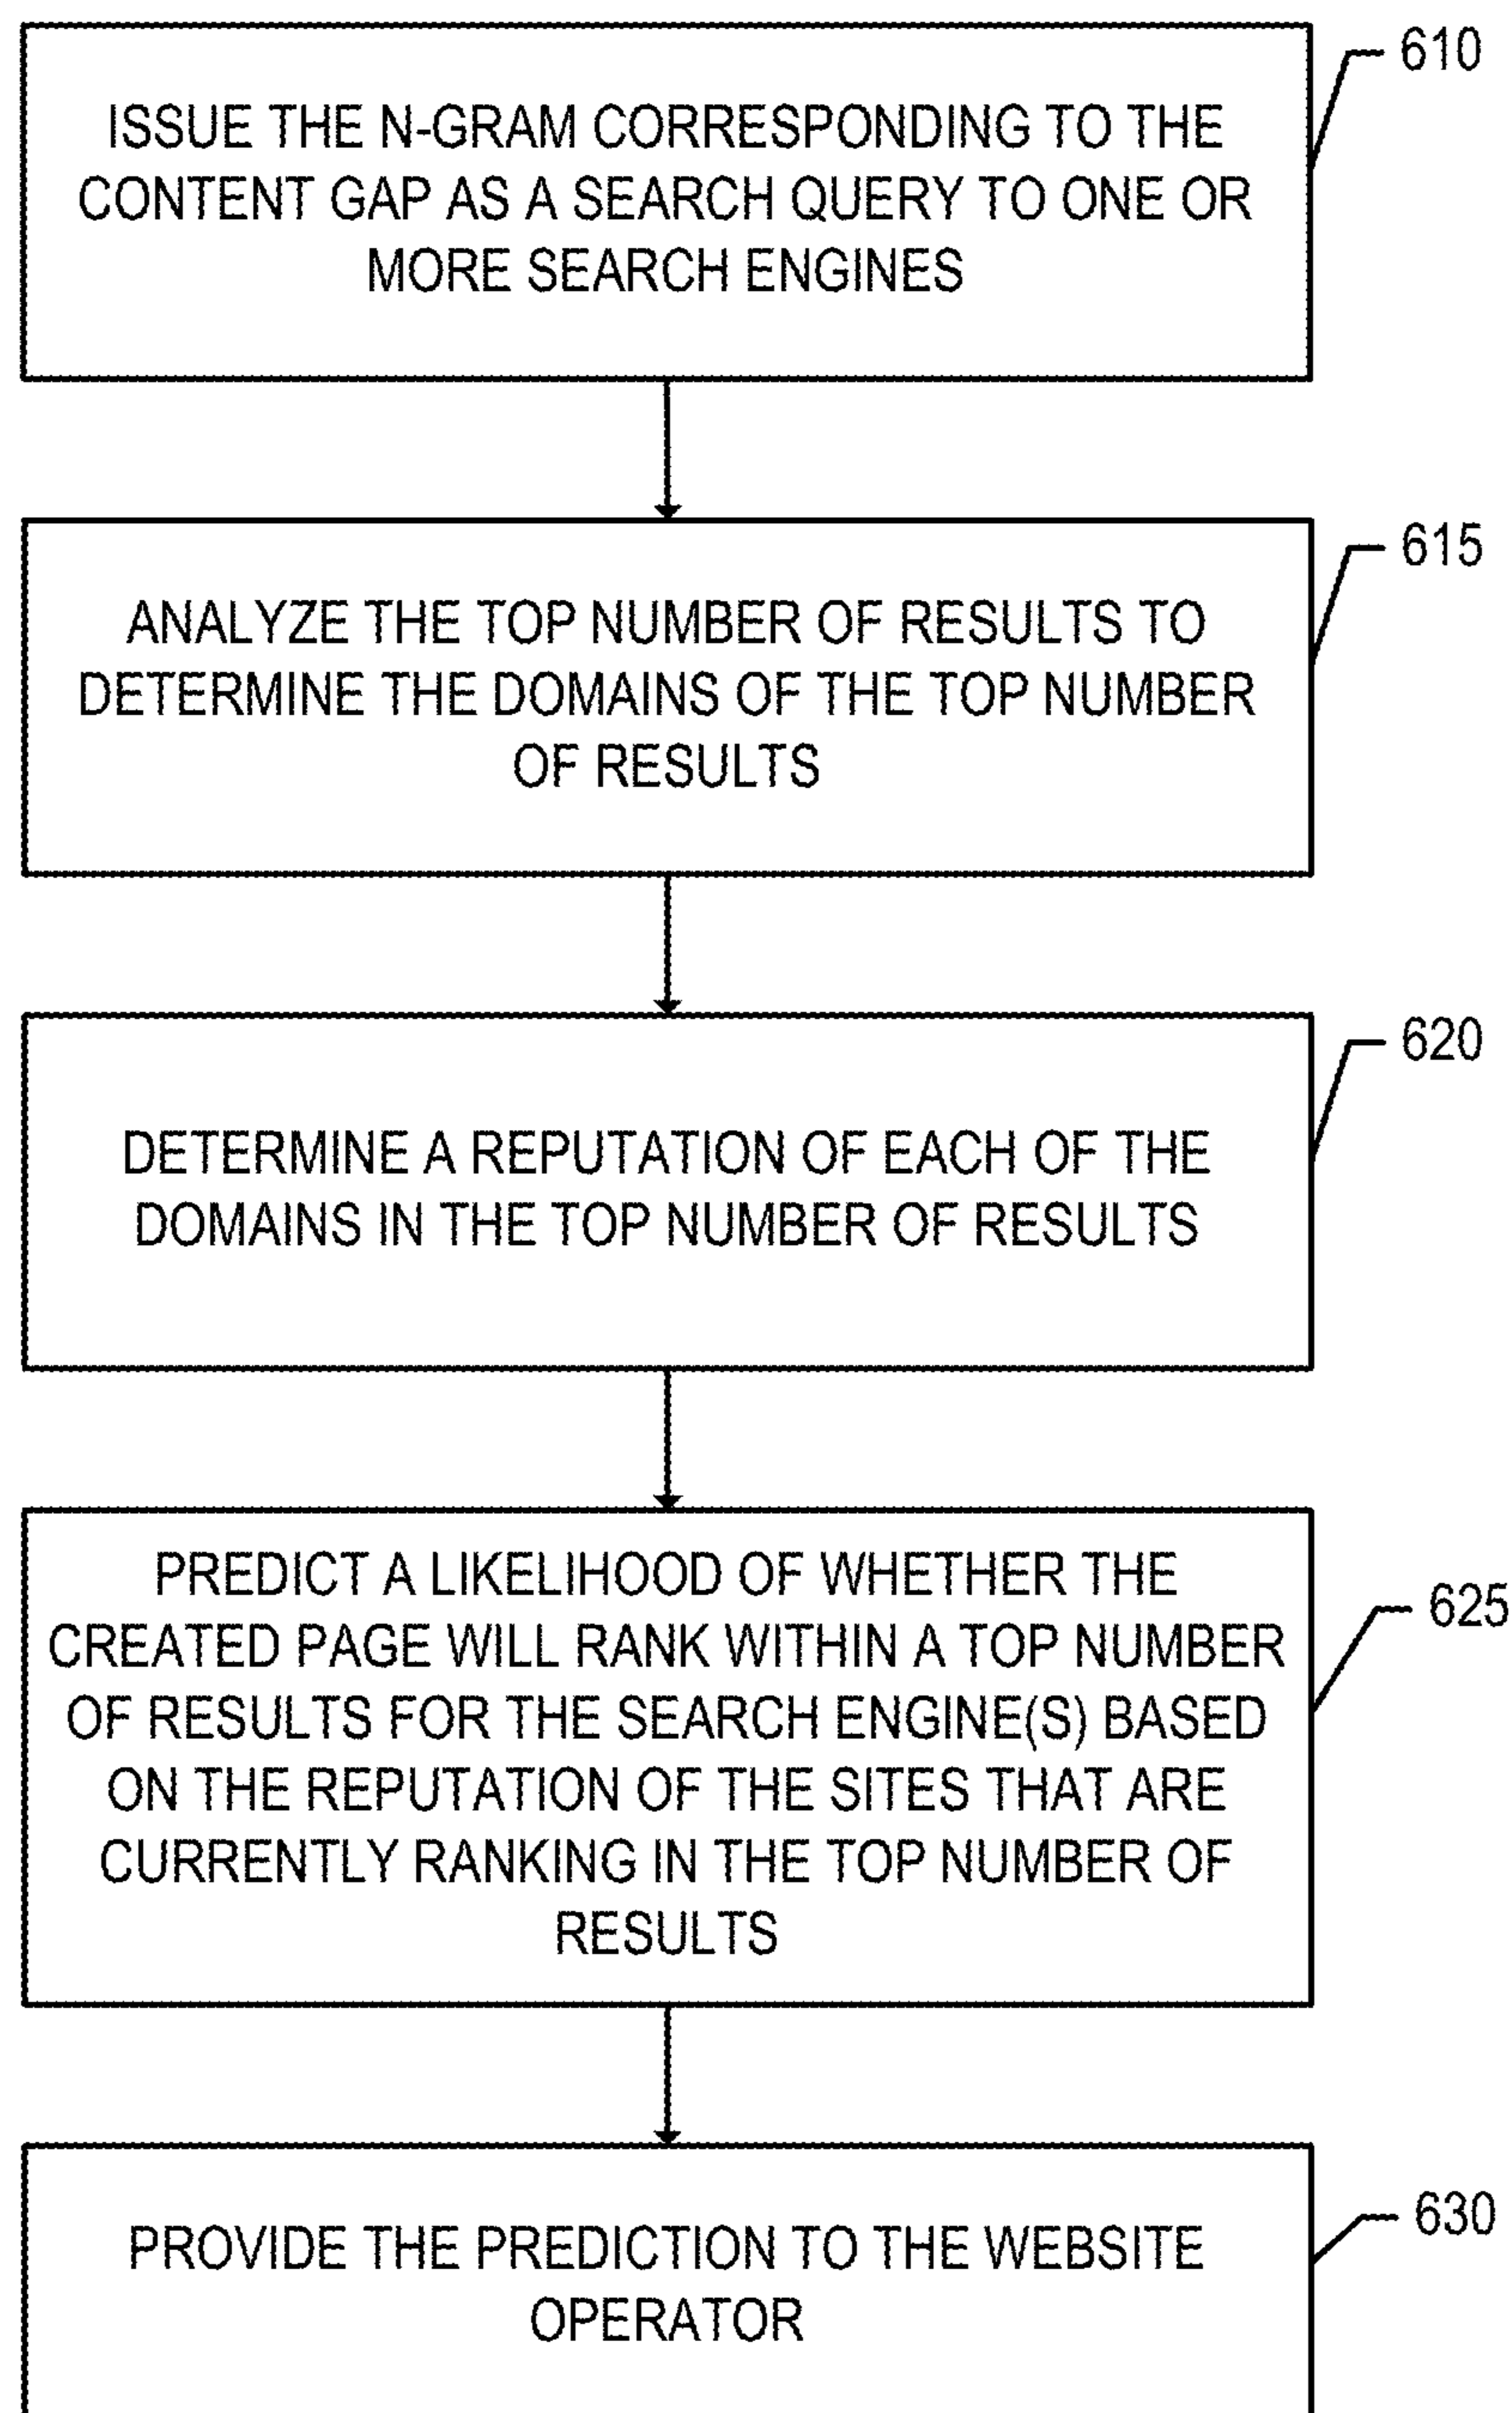 610
ISSUE THE N-GRAM CORRESPONDING TO THE
CONTENT GAP AS A SEARCH QUERY TO ONE OR
MORE SEARCH ENGINES
615
ANALYZE THE TOP NUMBER OF RESULTS TO
DETERMINE THE DOMAINS OF THE TOP NUMBER
OF RESULTS
620
DETERMINE A REPUTATION OF EACH OF THE
DOMAINS IN THE TOP NUMBER OF RESULTS
PREDICT A LIKELIHOOD OF WHETHER THE
625
CREATED PAGE WILL RANK WITHIN A TOP NUMBER
OF RESULTS FOR THE SEARCH ENGINE(S) BASED
ON THE REPUTATION OF THE SITES THAT ARE
CURRENTLY RANKING IN THE TOP NUMBER OF
RESULTS
630
PROVIDE THE PREDICTION TO THE WEBSITE
OPERATOR